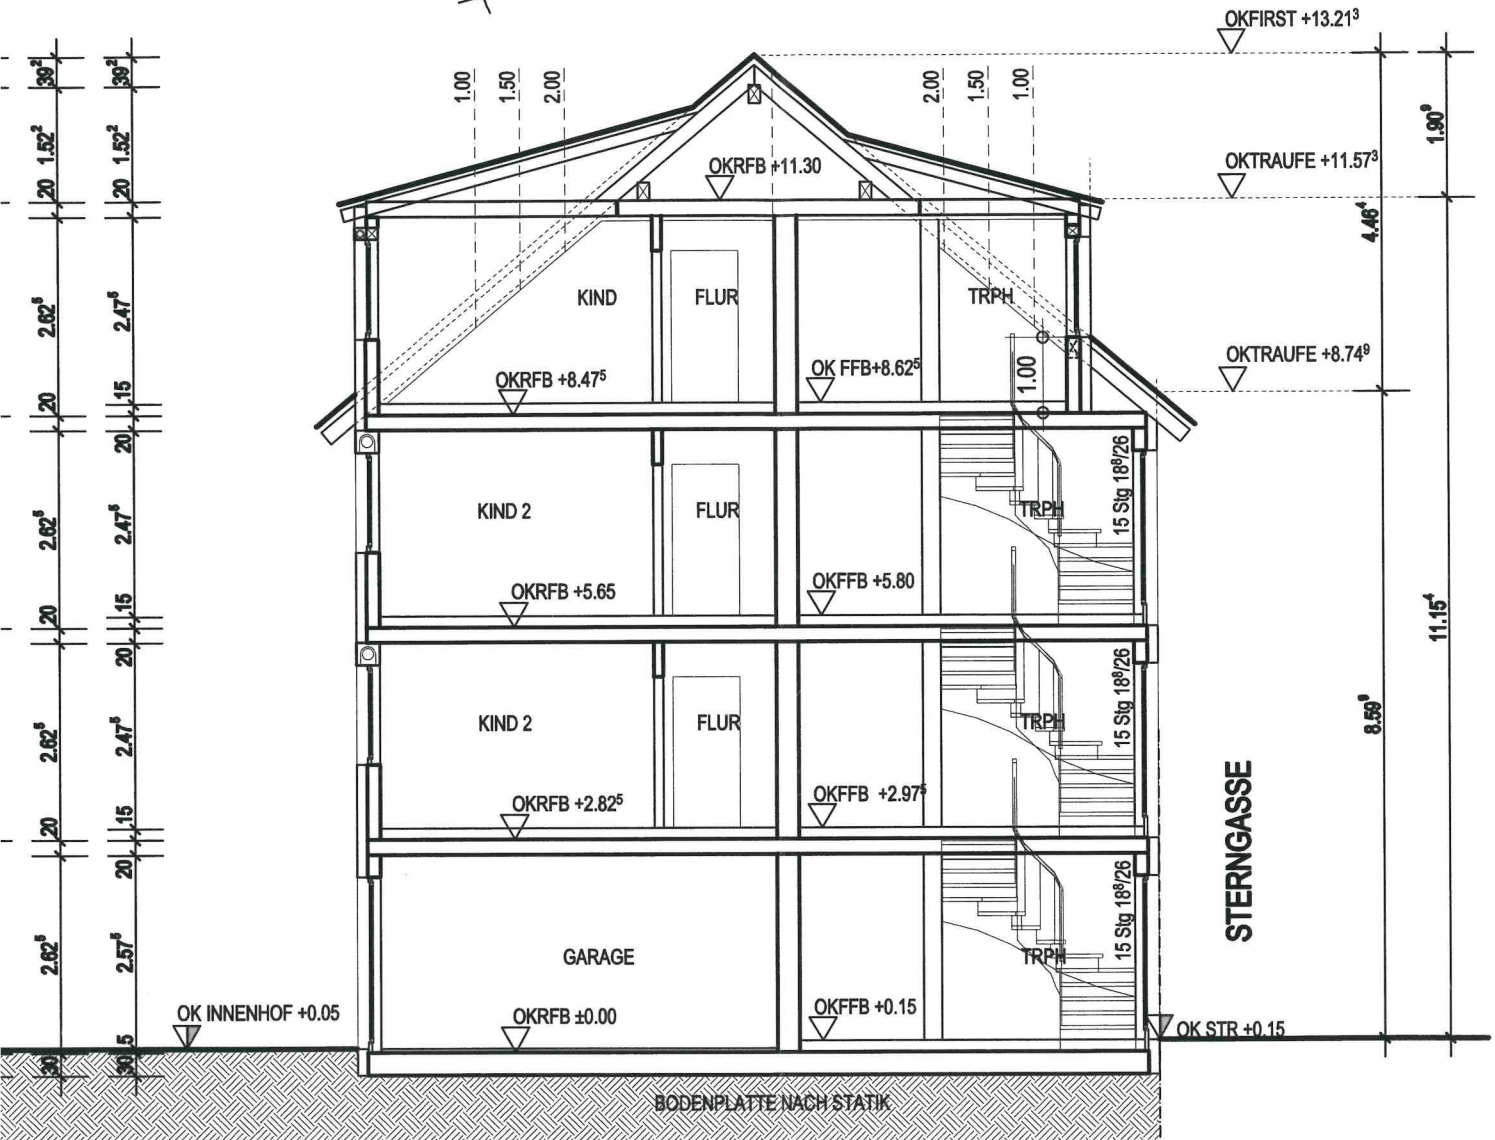 OKFIRST +13.21³
39²
39²
1.00
1.50
2.00
2.00
1.50
1.00
1.90⁹
1.52²
1.52²
OKRFB +11.30
OKTRAUFE +11.57³
20
20
4.46⁴
KIND
FLUR
TRPH
2.62⁵
2.47⁵
OKTRAUFE +8.74⁹
OKRFB +8.47⁵
OK FFB+8.62⁵
1.00
15
20
20
15 Stg 18⁸/26
KIND 2
FLUR
TRPH
2.62⁵
2.47⁵
OKRFB +5.65
OKFFB +5.80
15
20
11.15⁴
20
15 Stg 18⁸/26
KIND 2
FLUR
TRPH
2.62⁵
2.47⁵
8.59⁹
OKRFB +2.82⁵
OKFFB +2.97⁵
STERNGASSE
15
20
20
15 Stg 18⁸/26
GARAGE
TRPH
2.62⁵
2.57⁵
OK INNENHOF +0.05
OKRFB ±0.00
OKFFB +0.15
OK STR +0.15
5
30
30
BODENPLATTE NACH STATIK